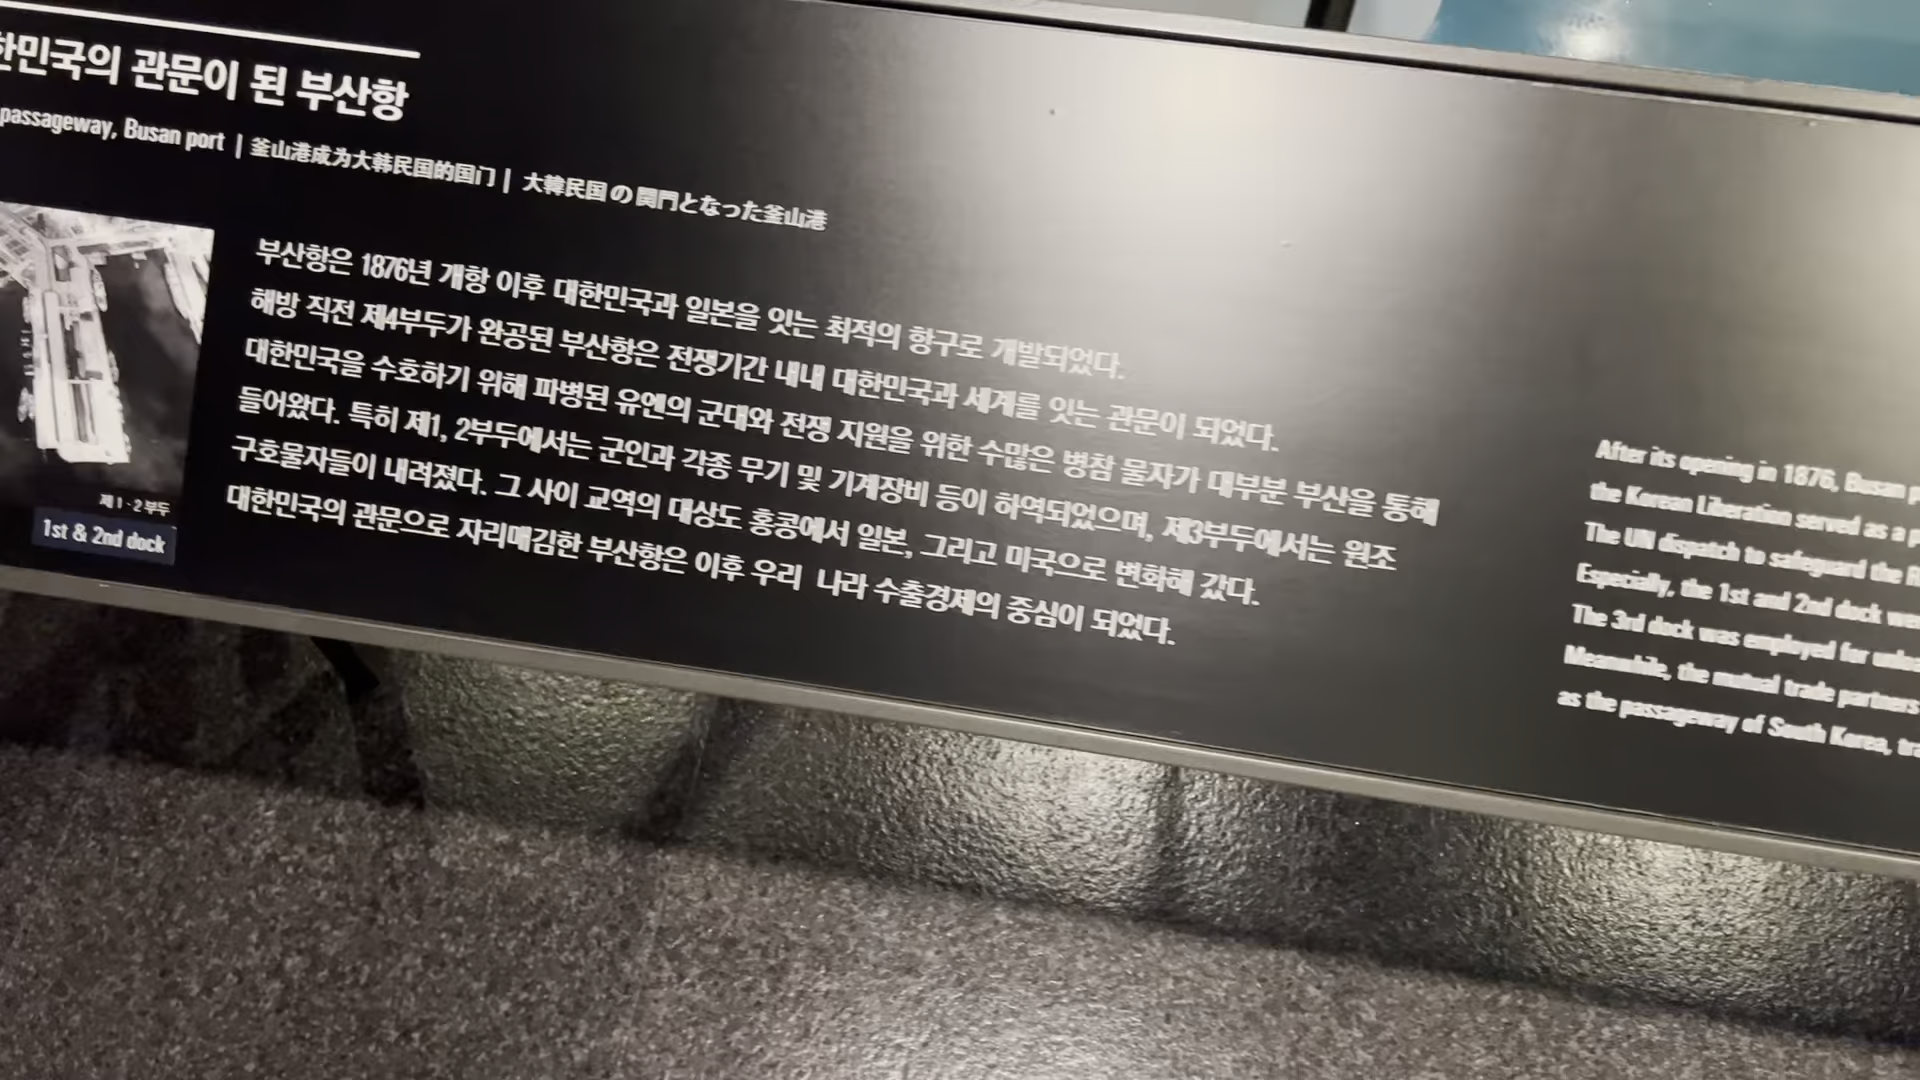 한민국의 관문이 된 부산항
passageway, Busan port | 釜山港成为大韩民国的国门 | 大韓民国の関門となった釜山港
부산항은 1876년 개항 이후 대한민국과 일본을 잇는 최적의 항구로 개발되었다.
해방 직전 제4부두가 완공된 부산항은 전쟁기간 내내 대한민국과 세계를 잇는 관문이 되었다.
대한민국을 수호하기 위해 파병된 유엔의 군대와 전쟁 지원을 위한 수많은 병참 물자가 대부분 부산을 통해
들어왔다. 특히 제1, 2부두에서는 군인과 각종 무기 및 기계장비 등이 하역되었으며, 제3부두에서는 원조
구호물자들이 내려졌다. 그 사이 교역의 대상도 홍콩에서 일본, 그리고 미국으로 변화해 갔다.
대한민국의 관문으로 자리매김한 부산항은 이후 우리 나라 수출경제의 중심이 되었다.
제1·2부두
1st & 2nd dock
After its opening in 1876, Busan
the Korean Liberation served as a
The UN dispatch to safeguard the
Especially, the 1st and 2nd dock
The 3rd dock was employed for
Meanwhile, the mutual trade partners
as the passageway of South Korea,